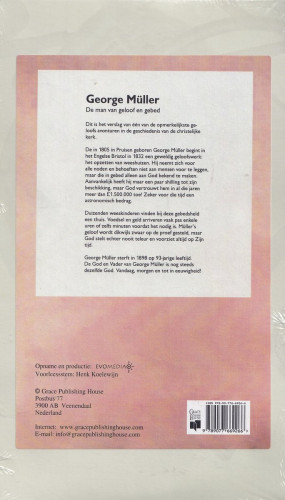 George Müller
De man van geloof en gebed
Dit is het verslag van één van de opmerkelijkste ge-
loofs avonturen in de geschiedenis van de christelijke
kerk.
De in 1805 in Pruisen geboren George Müller begint in
het Engelse Bristol in 1832 een geweldig geloofswerk:
het opzetten van weeshuizen. Hij neemt zich voor
alle noden en behoeften niet aan mensen voor te leggen,
maar die in gebed alleen aan God bekend te maken.
Aanvankelijk heeft hij maar een paar shilling tot zijn
beschikking, maar God vertrouwt hem in al die jaren
meer dan £1.500.000 toe! Zeker voor die tijd een
astronomisch bedrag.
Duizenden weeskinderen vinden bij deze gebedsheld
een thuis. Voedsel en geld arriveren vaak pas enkele
uren of zelfs minuten voordat het nodig is. Müller's
geloof wordt dikwijls zwaar op de proef gesteld, maar
God stelt echter nooit teleur en voorziet altijd op Zijn
tijd.
George Müller sterft in 1898 op 93-jarige leeftijd.
De God en Vader van George Müller is nog steeds
dezelfde God. Vandaag, morgen en tot in eeuwigheid!
Opname en productie: EVOMEDIA
Voorleesstem: Henk Koelewijn
© Grace Publishing House
Postbus 77
3900 AB Veenendaal
Nederland
Internet: www.gracepublishinghouse.com
E-mail: info@gracepublishinghouse.com
GRACE